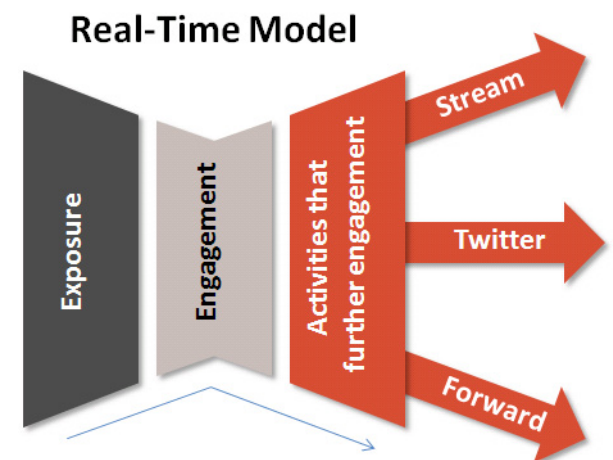 Real-Time Model
Exposure
Engagement
Activities that
further engagement
Stream
Twitter
Forward